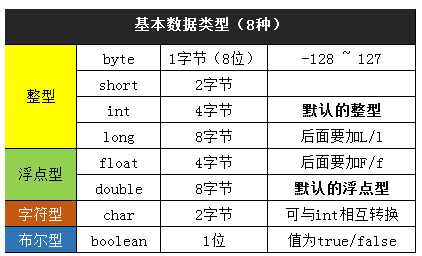 基本数据类型（8种）
整型 byte 1字节（8位） -128 ~ 127
short 2字节
int 4字节 默认的整型
long 8字节 后面要加L/l
浮点型 float 4字节 后面要加F/f
double 8字节 默认的浮点型
字符型 char 2字节 可与int相互转换
布尔型 boolean 1位 值为true/false